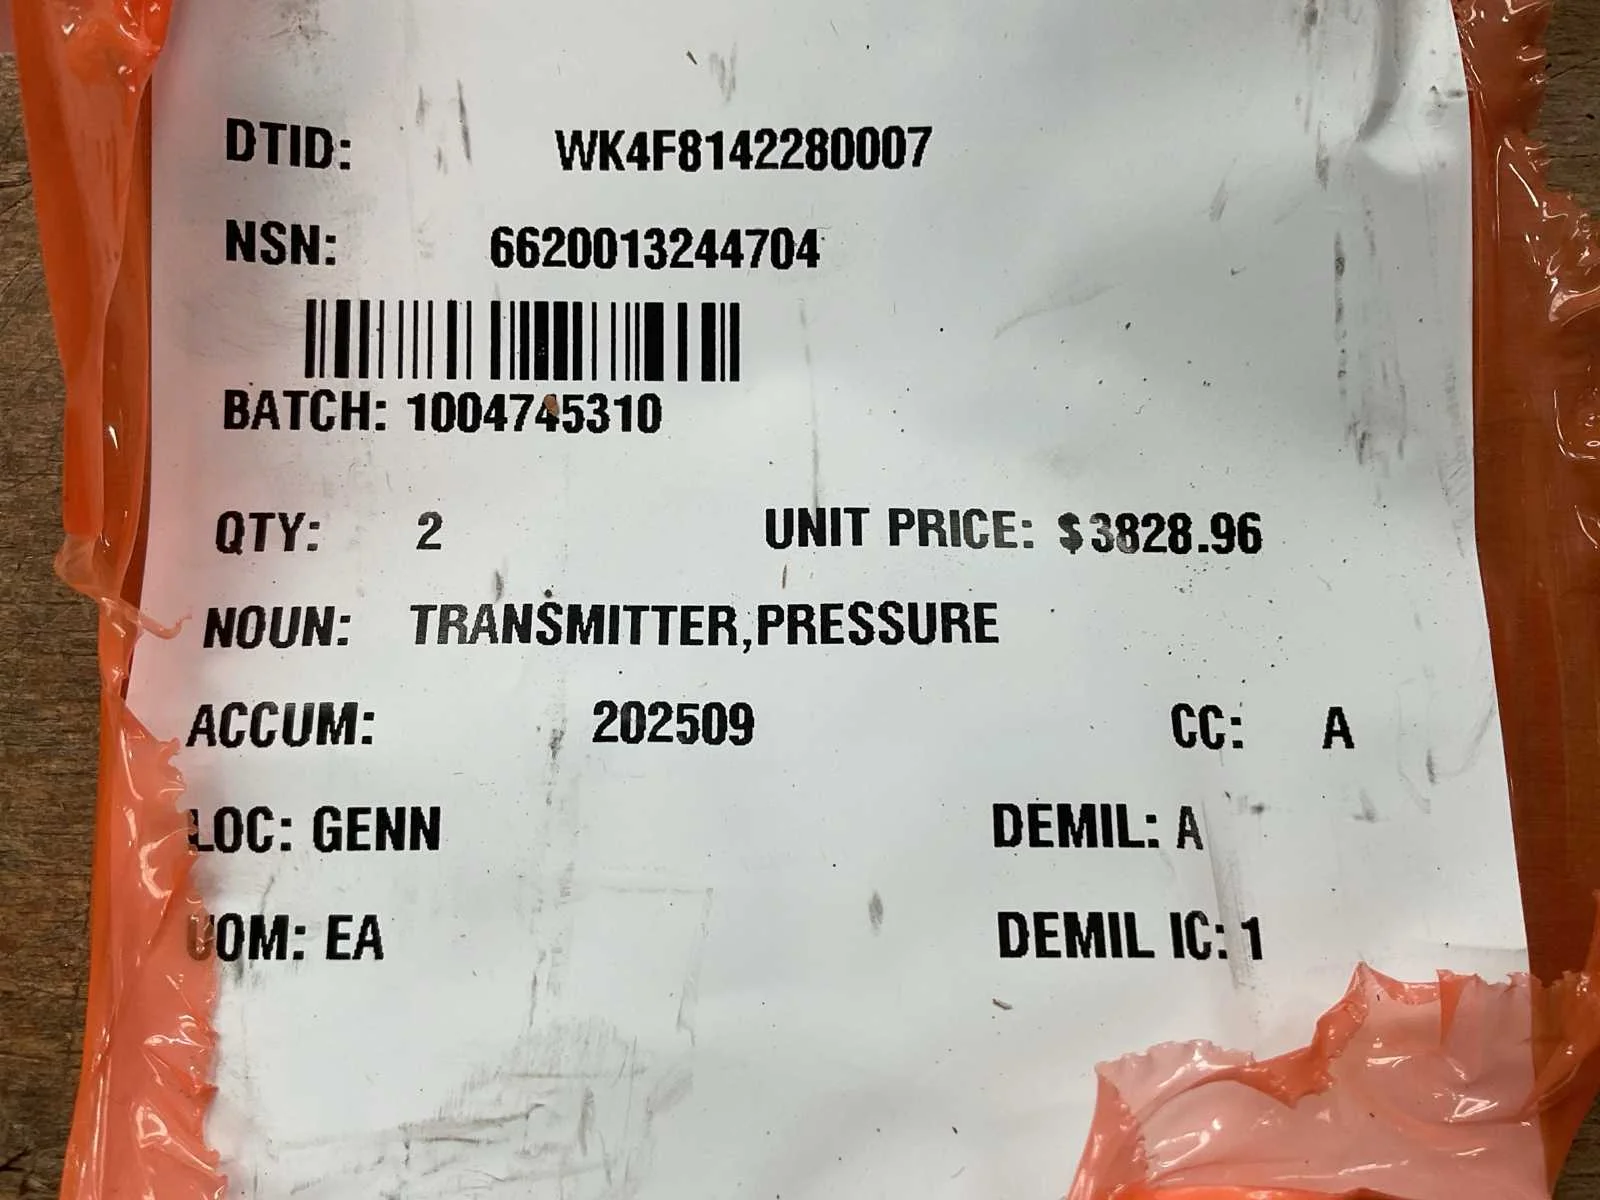 DTID: WK4F8142280007
NSN: 6620013244704
BATCH: 1004745310
QTY: 2 UNIT PRICE: $3828.96
NOUN: TRANSMITTER,PRESSURE
ACCUM: 202509 CC: A
LOC: GENN DEMIL: A
UOM: EA DEMIL IC: 1